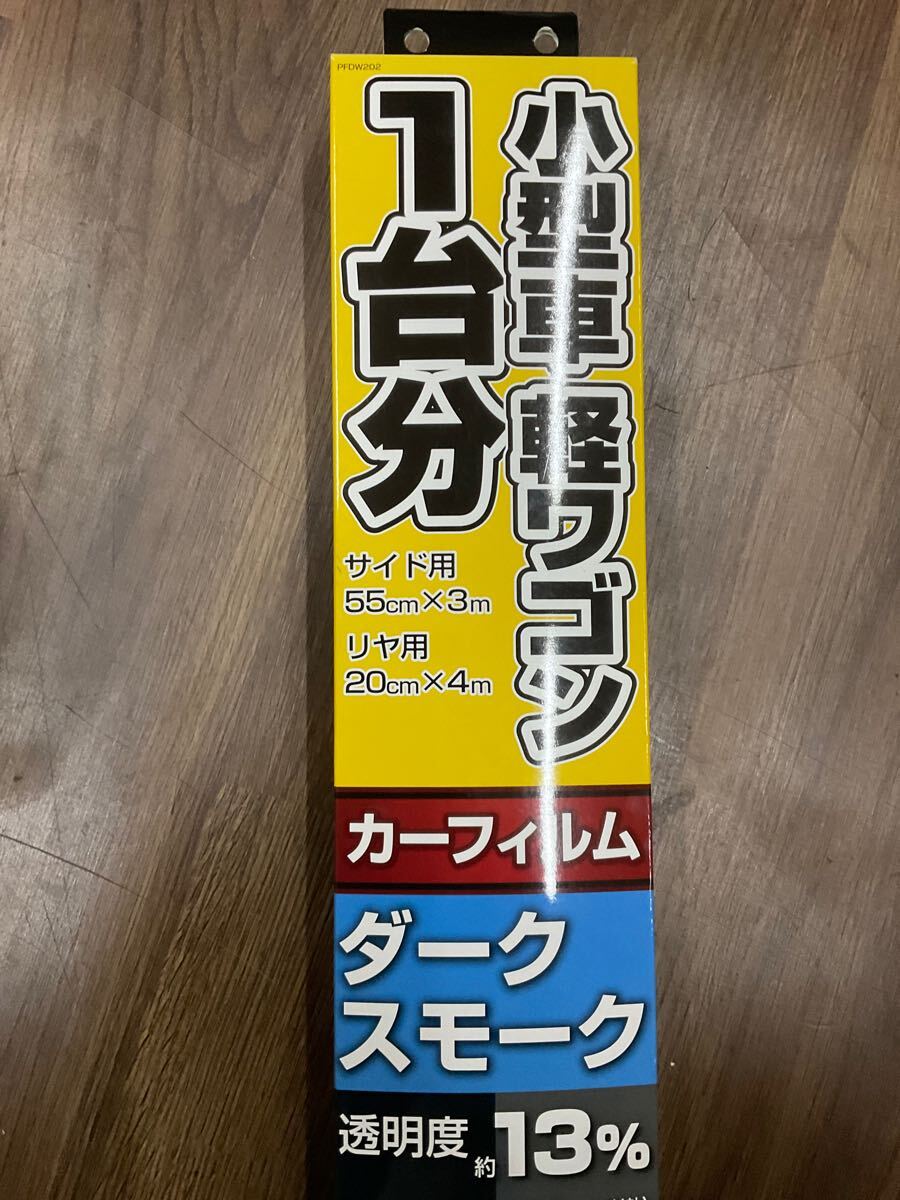 PFDW202
小型車 軽ワゴン
1台分
サイド用
55cm×3m
リヤ用
20cm×4m
カーフィルム
ダーク
スモーク
透明度 約13%